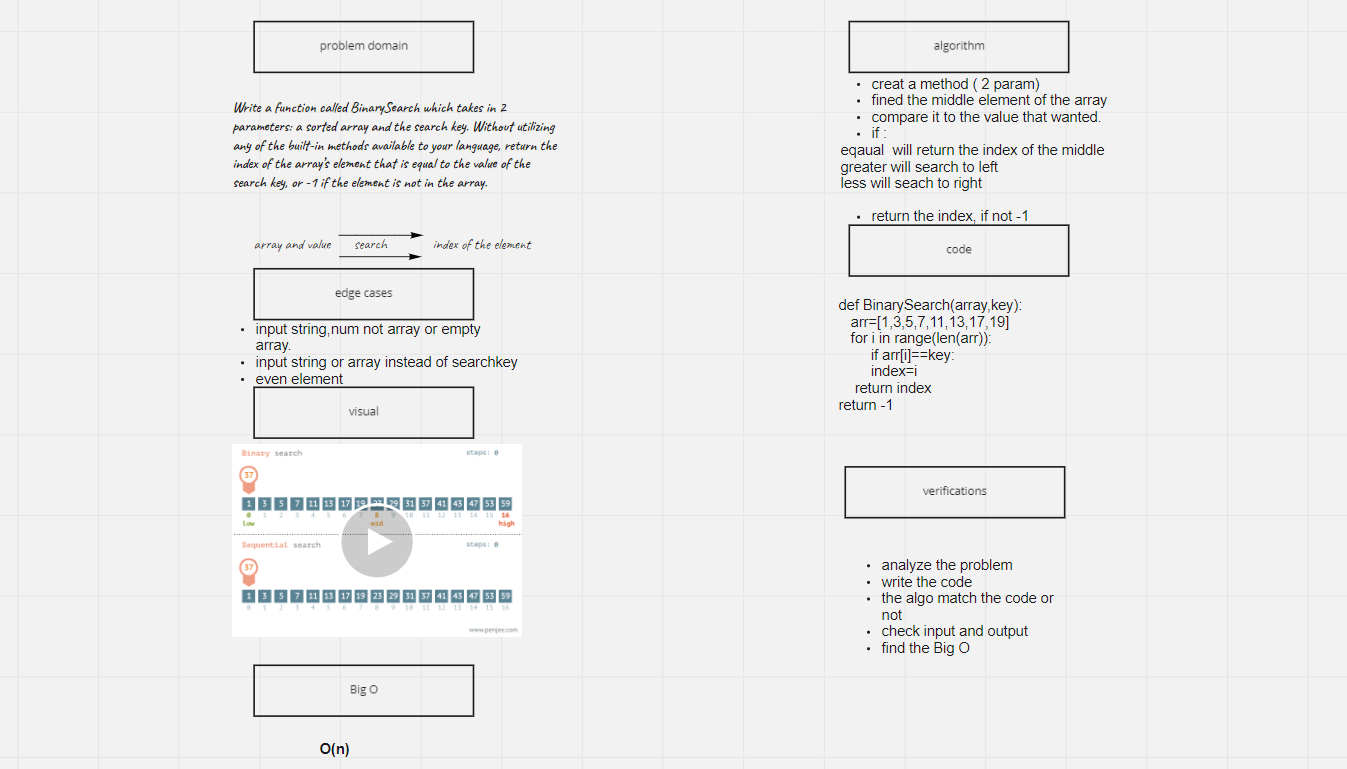 problem domain
Write a function called BinarySearch which takes in 2
parameters: a sorted array and the search key. Without utilizing
any of the built-in methods available to your language, return the
index of the array's element that is equal to the value of the
search key, or -1 if the element is not in the array.
array and value search index of the element
edge cases
• input string,num not array or empty
array.
• input string or array instead of searchkey
• even element
visual
Binary search steps: 0
37
1 3 5 7 11 13 17 19 29 31 37 41 43 47 53 59
0 1 2 3 4 5 6 7 8 10 11 12 13 14 15 16
low mid high
Sequential search steps: 0
37
1 3 5 7 11 13 17 19 23 29 31 37 41 43 47 53 59
0 1 2 3 4 5 6 7 8 9 10 11 12 13 14 15 16
www.penjee.com
Big O
O(n)
algorithm
• creat a method ( 2 param)
• fined the middle element of the array
• compare it to the value that wanted.
• if :
eqaual will return the index of the middle
greater will search to left
less will seach to right
• return the index, if not -1
code
def BinarySearch(array,key):
arr=[1,3,5,7,11,13,17,19]
for i in range(len(arr)):
if arr[i]==key:
index=i
return index
return -1
verifications
• analyze the problem
• write the code
• the algo match the code or
not
• check input and output
• find the Big O